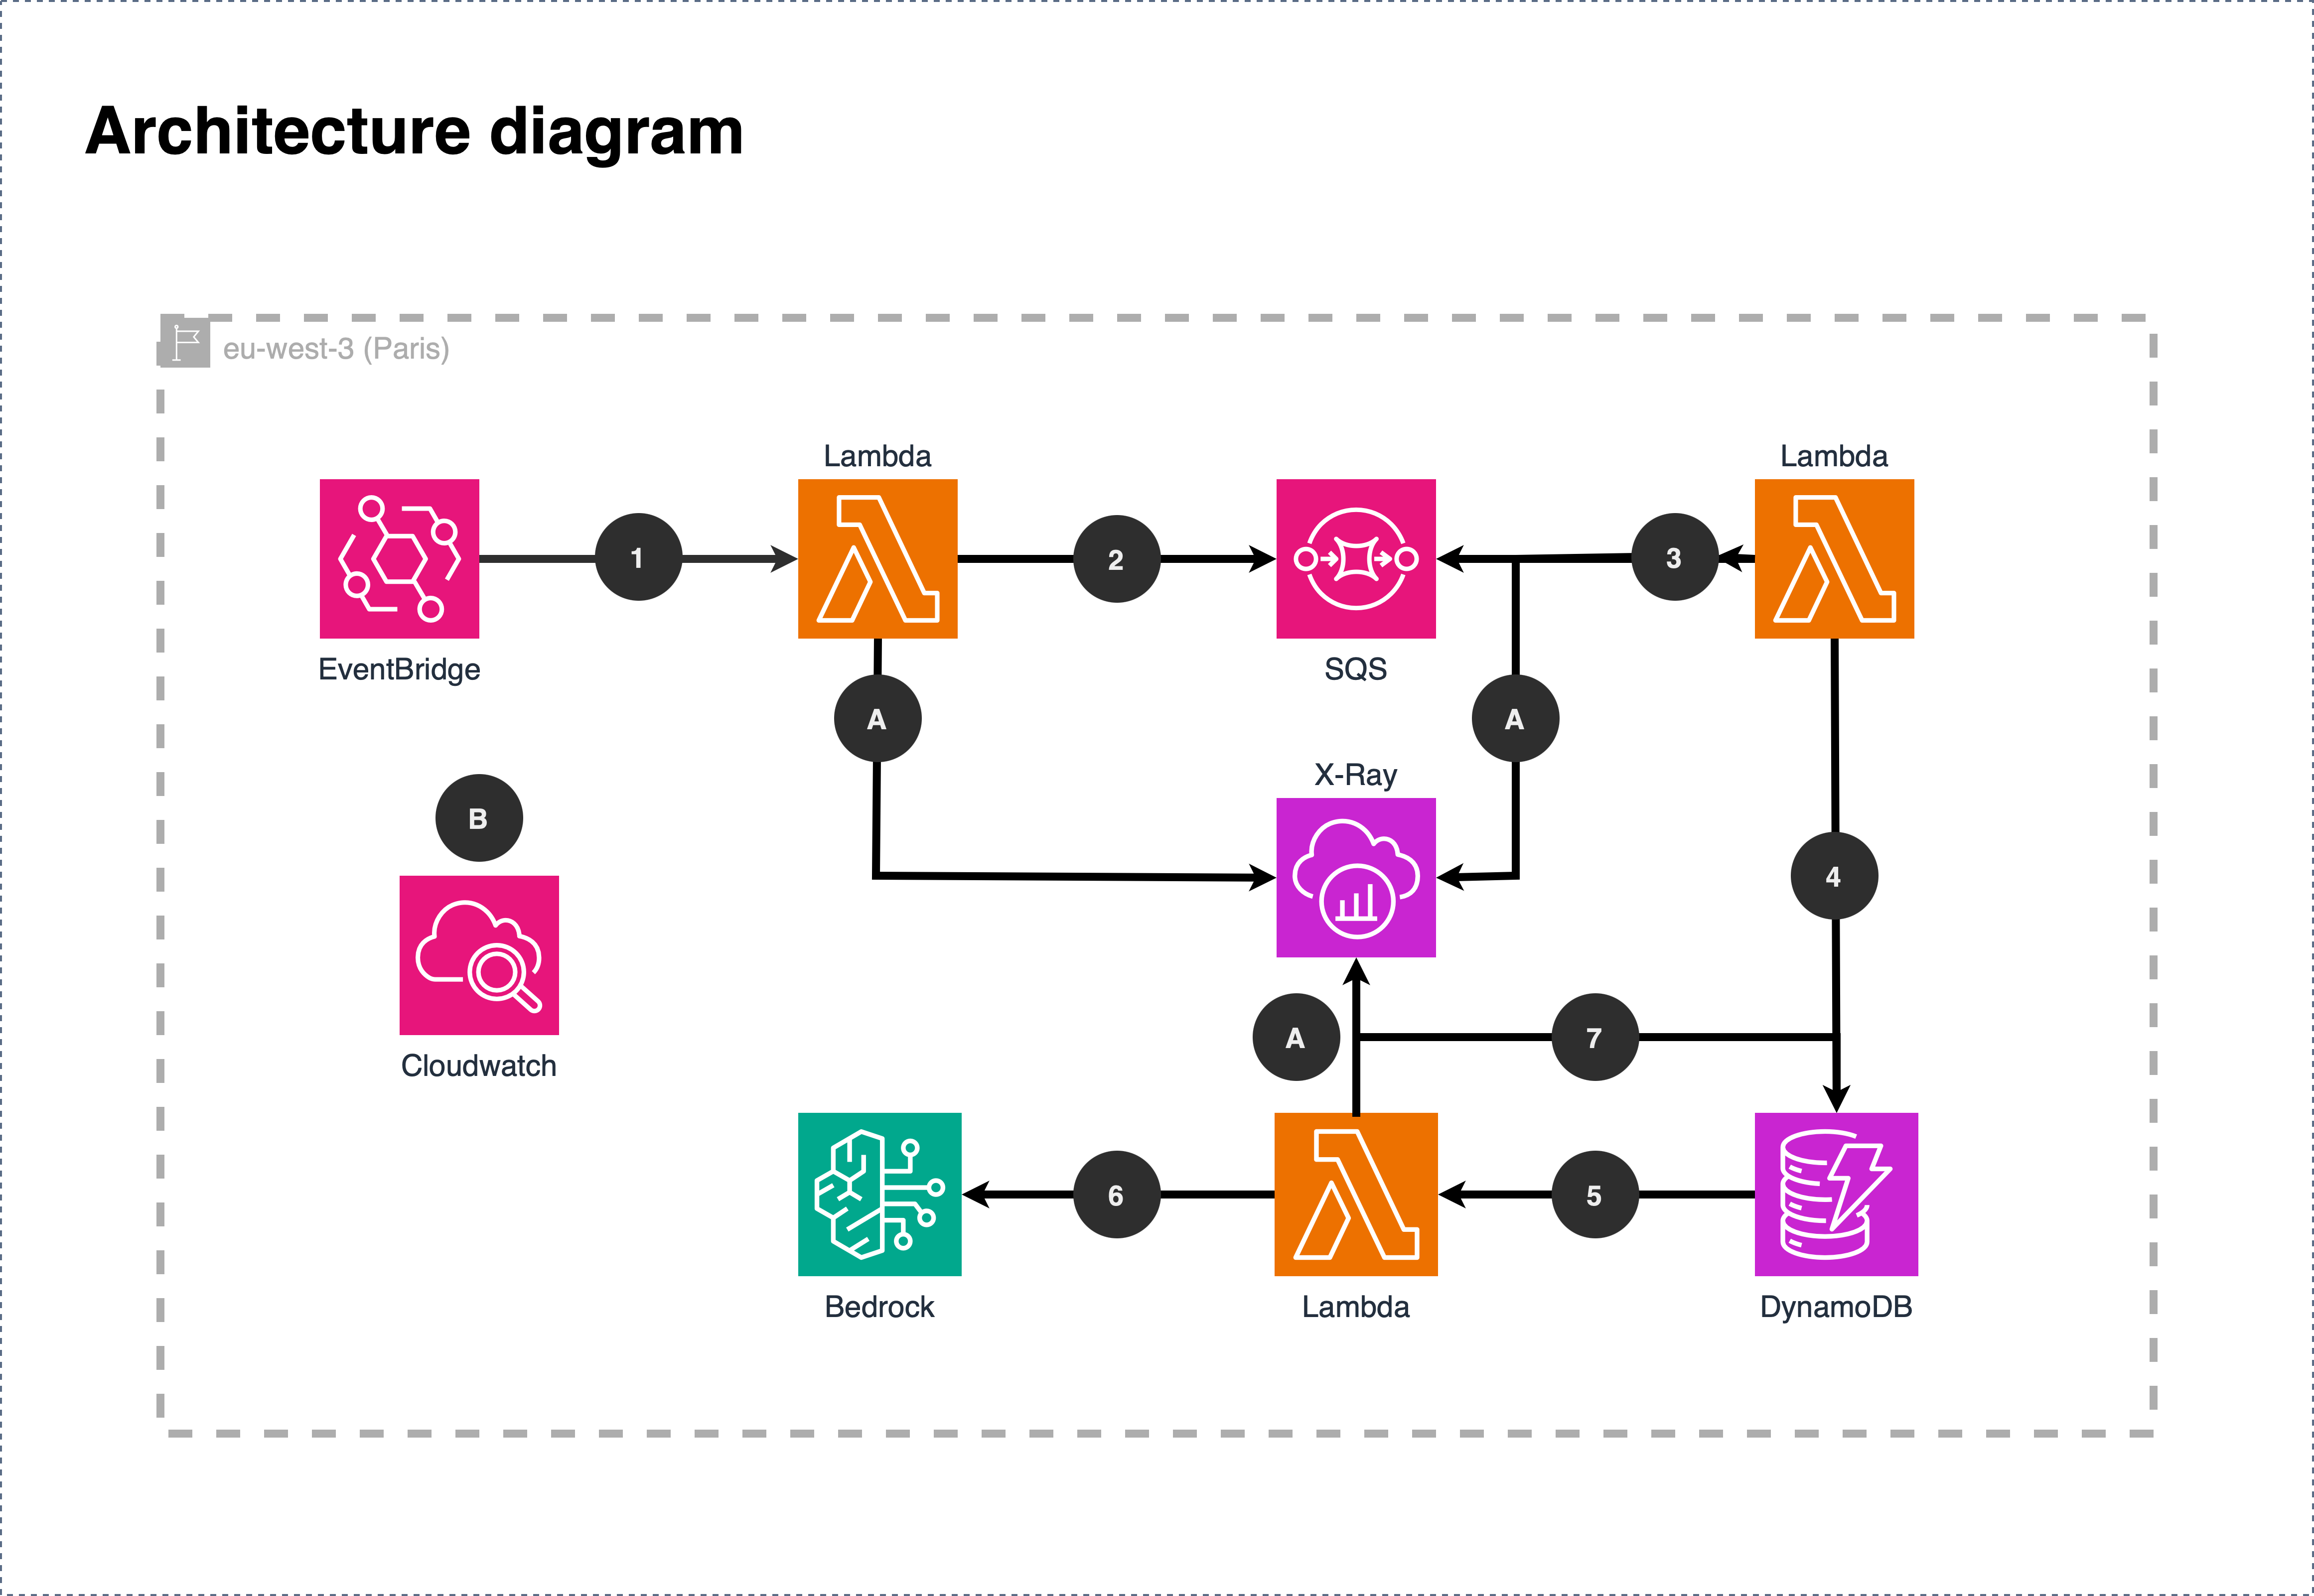 Architecture diagram
eu-west-3 (Paris)
Lambda
Lambda
1
2
3
EventBridge
SQS
A
A
X-Ray
B
4
Cloudwatch
A
7
6
5
Bedrock
Lambda
DynamoDB